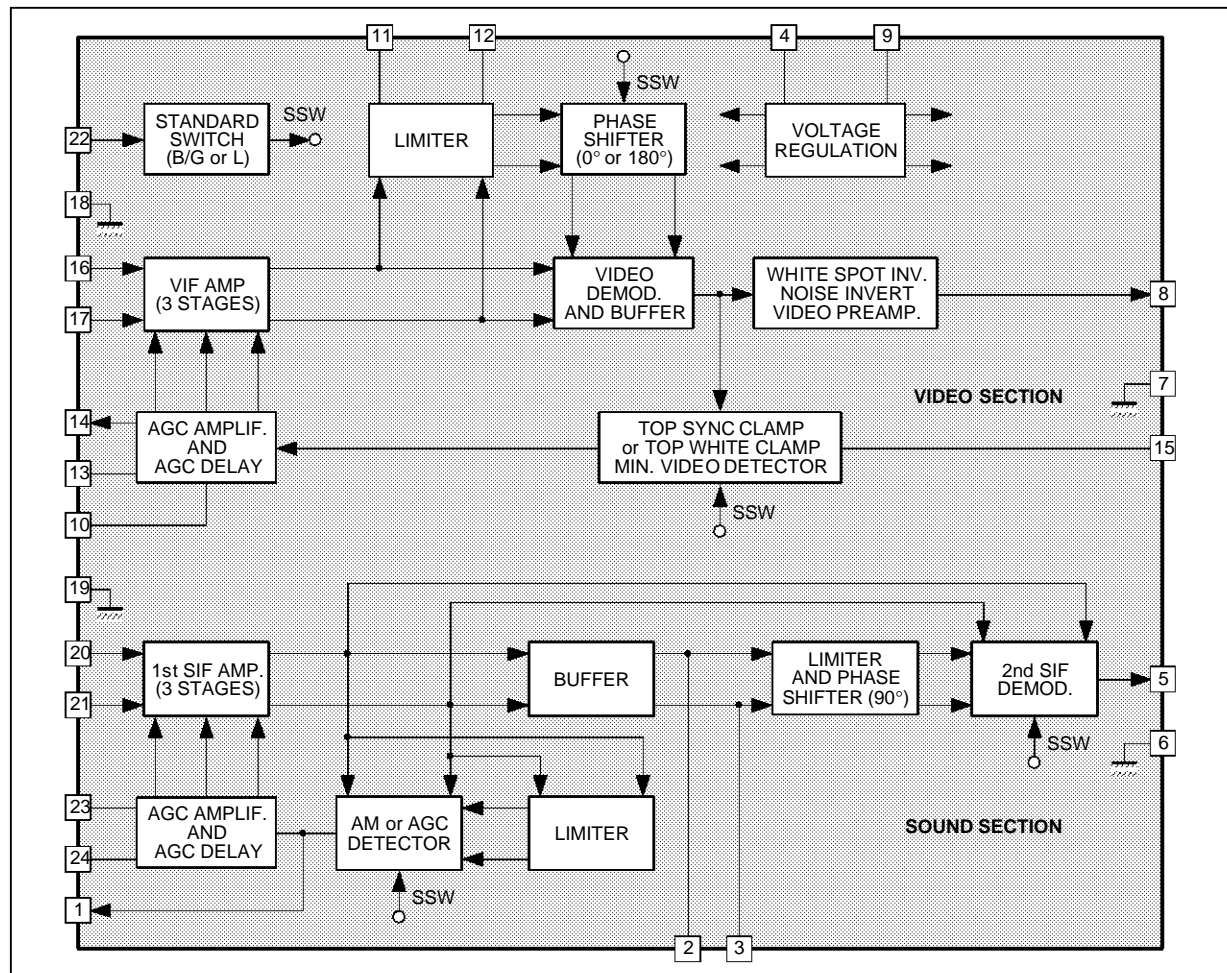 11
12
4
9
SSW
22
STANDARD
SWITCH
(B/G or L)
SSW
LIMITER
PHASE
SHIFTER
(0° or 180°)
VOLTAGE
REGULATION
18
16
17
VIF AMP
(3 STAGES)
VIDEO
DEMOD.
AND BUFFER
WHITE SPOT INV.
NOISE INVERT
VIDEO PREAMP.
8
7
VIDEO SECTION
14
13
10
AGC AMPLIF.
AND
AGC DELAY
TOP SYNC CLAMP
or TOP WHITE CLAMP
MIN. VIDEO DETECTOR
15
SSW
19
20
21
1st SIF AMP.
(3 STAGES)
BUFFER
LIMITER
AND PHASE
SHIFTER (90°)
2nd SIF
DEMOD.
5
SSW
6
23
24
AGC AMPLIF.
AND
AGC DELAY
AM or AGC
DETECTOR
LIMITER
SOUND SECTION
SSW
1
2
3